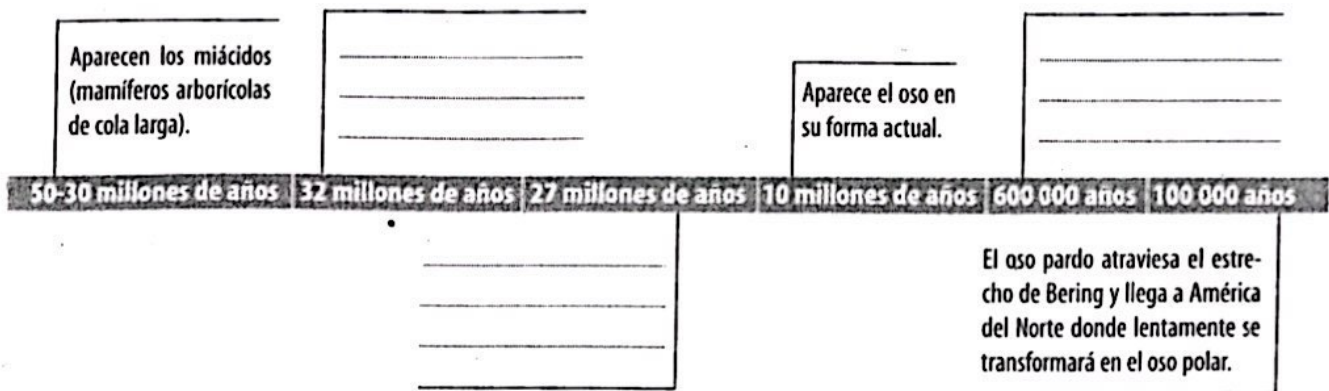 Aparecen los miácidos
(mamíferos arborícolas
de cola larga).
Aparece el oso en
su forma actual.
50-30 millones de años
32 millones de años
27 millones de años
10 millones de años
600 000 años
100 000 años
El oso pardo atraviesa el estre-
cho de Bering y llega a América
del Norte donde lentamente se
transformará en el oso polar.